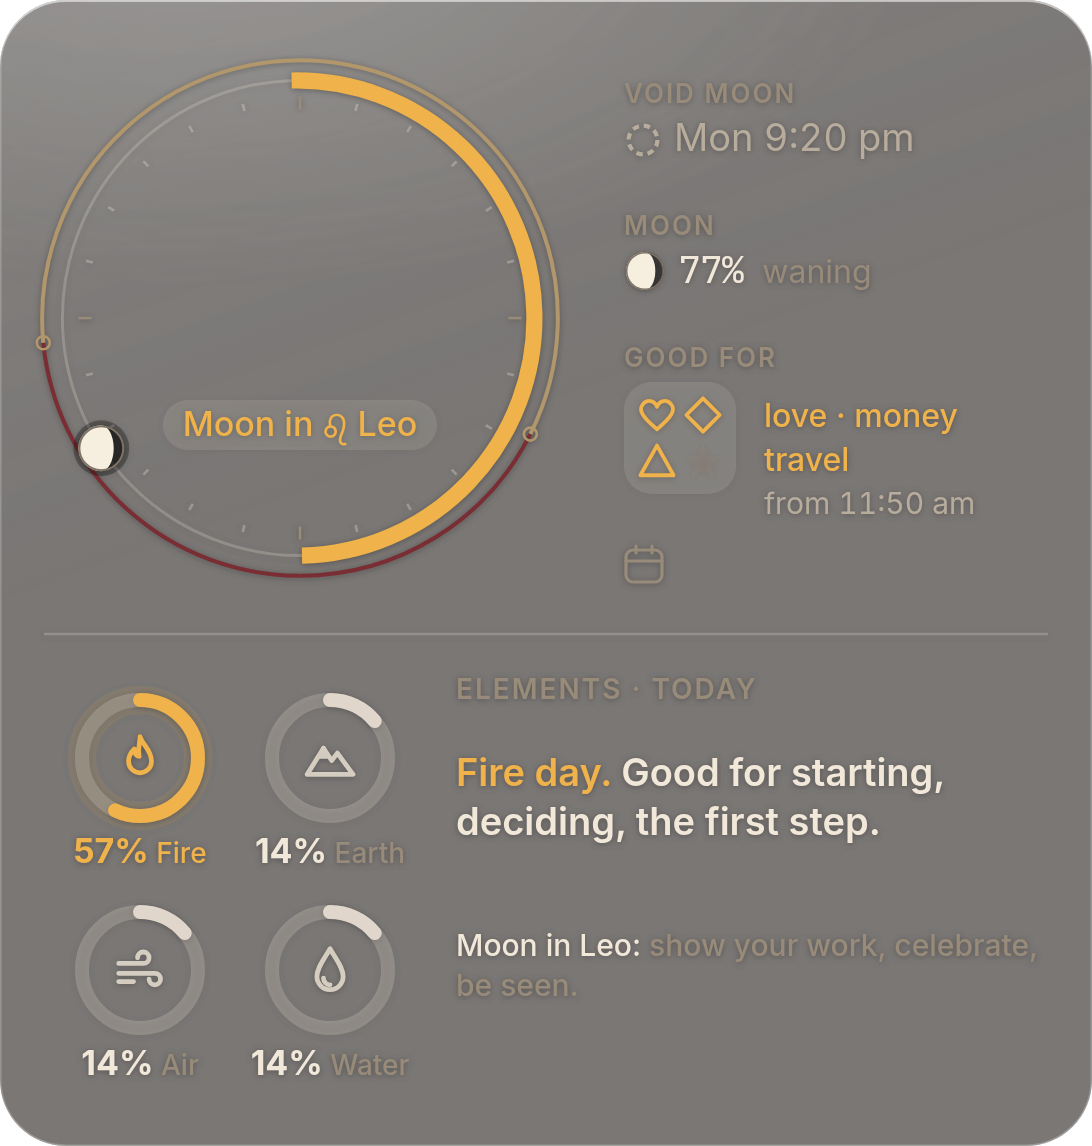 VOID MOON
Mon 9:20 pm
MOON
77% waning
GOOD FOR
love · money
travel
from 11:50 am
Moon in ♌ Leo
ELEMENTS · TODAY
Fire day. Good for starting,
deciding, the first step.
57% Fire
14% Earth
Moon in Leo: show your work, celebrate,
be seen.
14% Air
14% Water